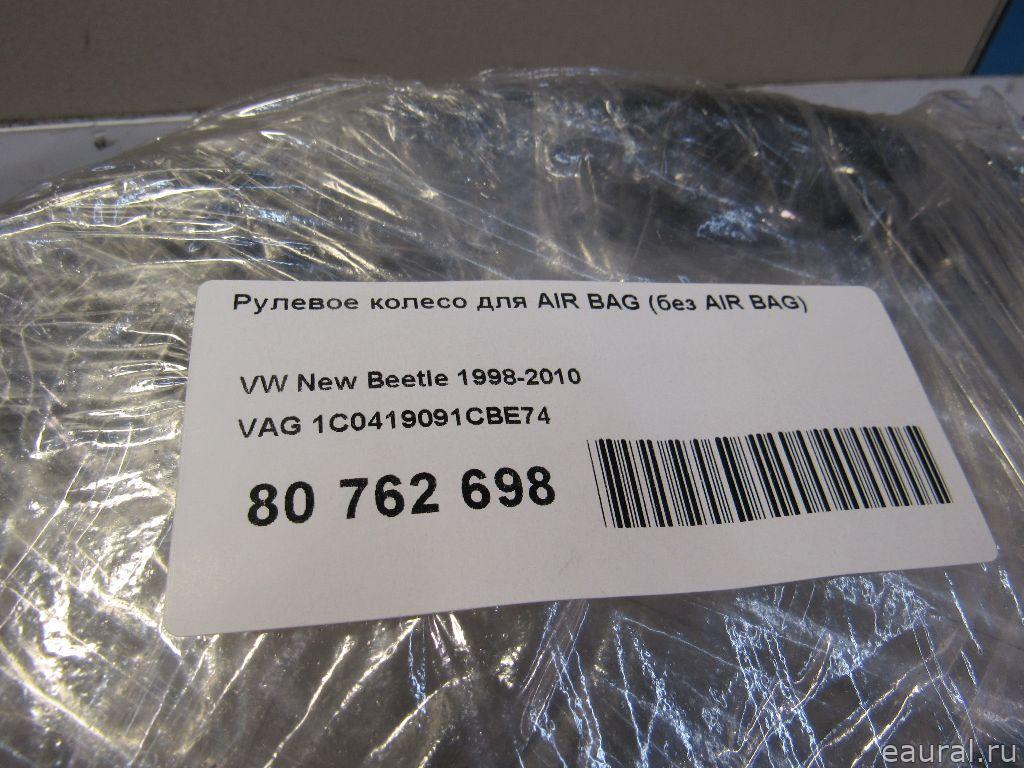 Рулевое колесо для AIR BAG (без AIR BAG)
VW New Beetle 1998-2010
VAG 1C0419091CBE74
80 762 698
eaural.ru